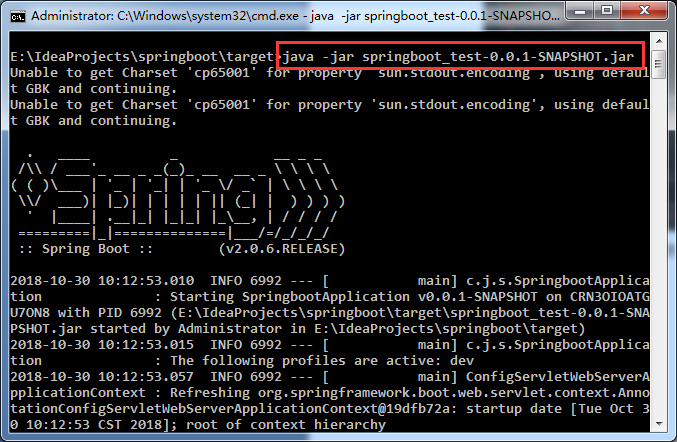 Administrator: C:\Windows\system32\cmd.exe - java  -jar springboot_test-0.0.1-SNAPSHO...
E:\IdeaProjects\springboot\target>java -jar springboot_test-0.0.1-SNAPSHOT.jar
Unable to get Charset 'cp65001' for property 'sun.stdout.encoding', using defaul
t GBK and continuing.
Unable to get Charset 'cp65001' for property 'sun.stdout.encoding', using defaul
t GBK and continuing.
  .   ____          _            __ _ _
 /\\ / ___'_ __ _ _(_)_ __  __ _ \ \ \ \
( ( )\___ | '_ | '_| | '_ \/ _` | \ \ \ \
 \\/  ___)| |_)| | | | | || (_| |  ) ) ) )
  '  |____| .__|_| |_|_| |_\__, | / / / /
 =========|_|==============|___/=/_/_/_/
 :: Spring Boot ::        (v2.0.6.RELEASE)
2018-10-30 10:12:53.010  INFO 6992 --- [           main] c.j.s.SpringbootApplica
tion              : Starting SpringbootApplication v0.0.1-SNAPSHOT on CRN3OIOATG
U7ON8 with PID 6992 (E:\IdeaProjects\springboot\target\springboot_test-0.0.1-SNA
PSHOT.jar started by Administrator in E:\IdeaProjects\springboot\target)
2018-10-30 10:12:53.015  INFO 6992 --- [           main] c.j.s.SpringbootApplica
tion              : The following profiles are active: dev
2018-10-30 10:12:53.057  INFO 6992 --- [           main] ConfigServletWebServerA
pplicationContext : Refreshing org.springframework.boot.web.servlet.context.Anno
tationConfigServletWebServerApplicationContext@19dfb72a: startup date [Tue Oct 3
0 10:12:53 CST 2018]; root of context hierarchy